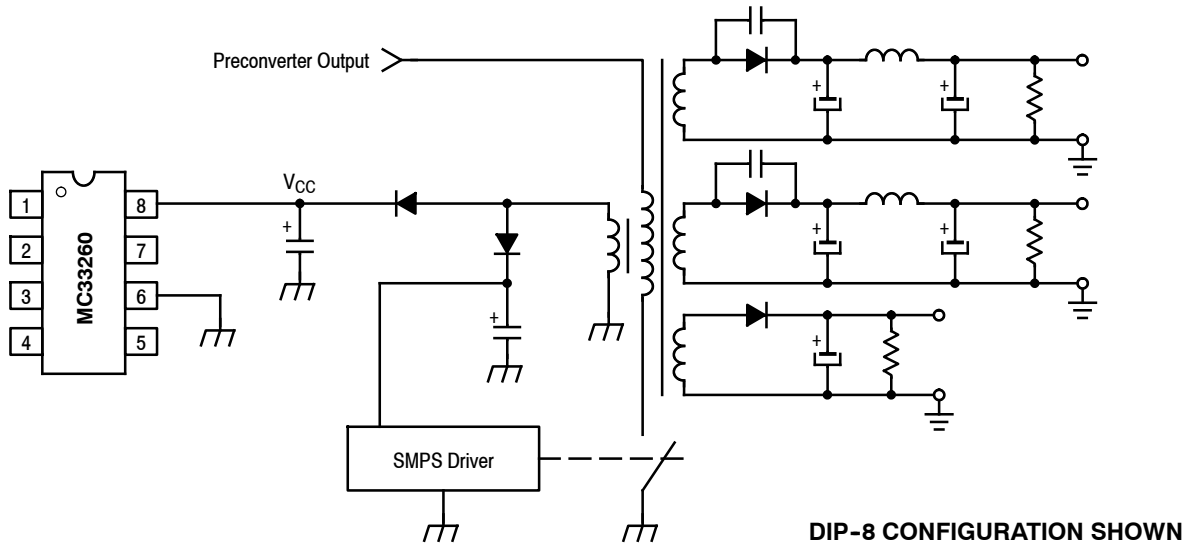 Preconverter Output
V_CC
1 8
2 7
3 6
4 5
MC33260
+
+
+
+
+
+
+
SMPS Driver
DIP-8 CONFIGURATION SHOWN